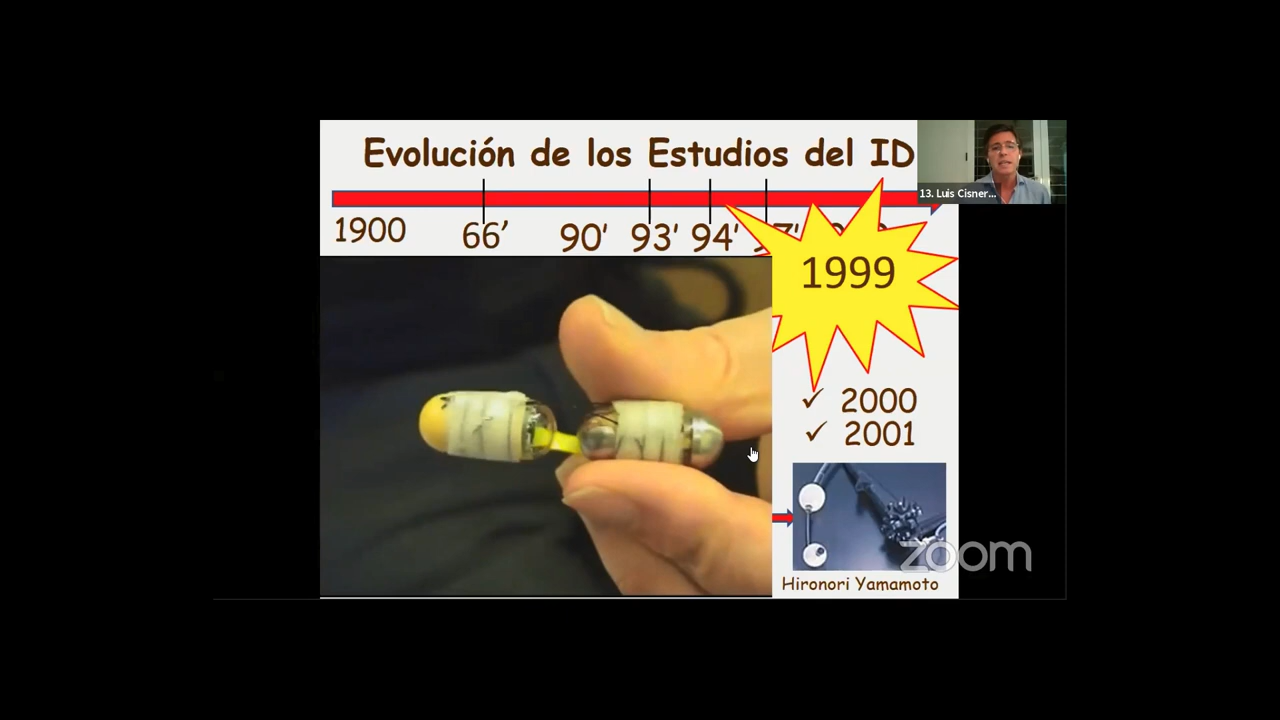 Evolución de los Estudios del ID
13. Luis Cisner...
1900 66’ 90’ 93’ 94’
1999
✓ 2000
✓ 2001
zoom
Hironori Yamamoto